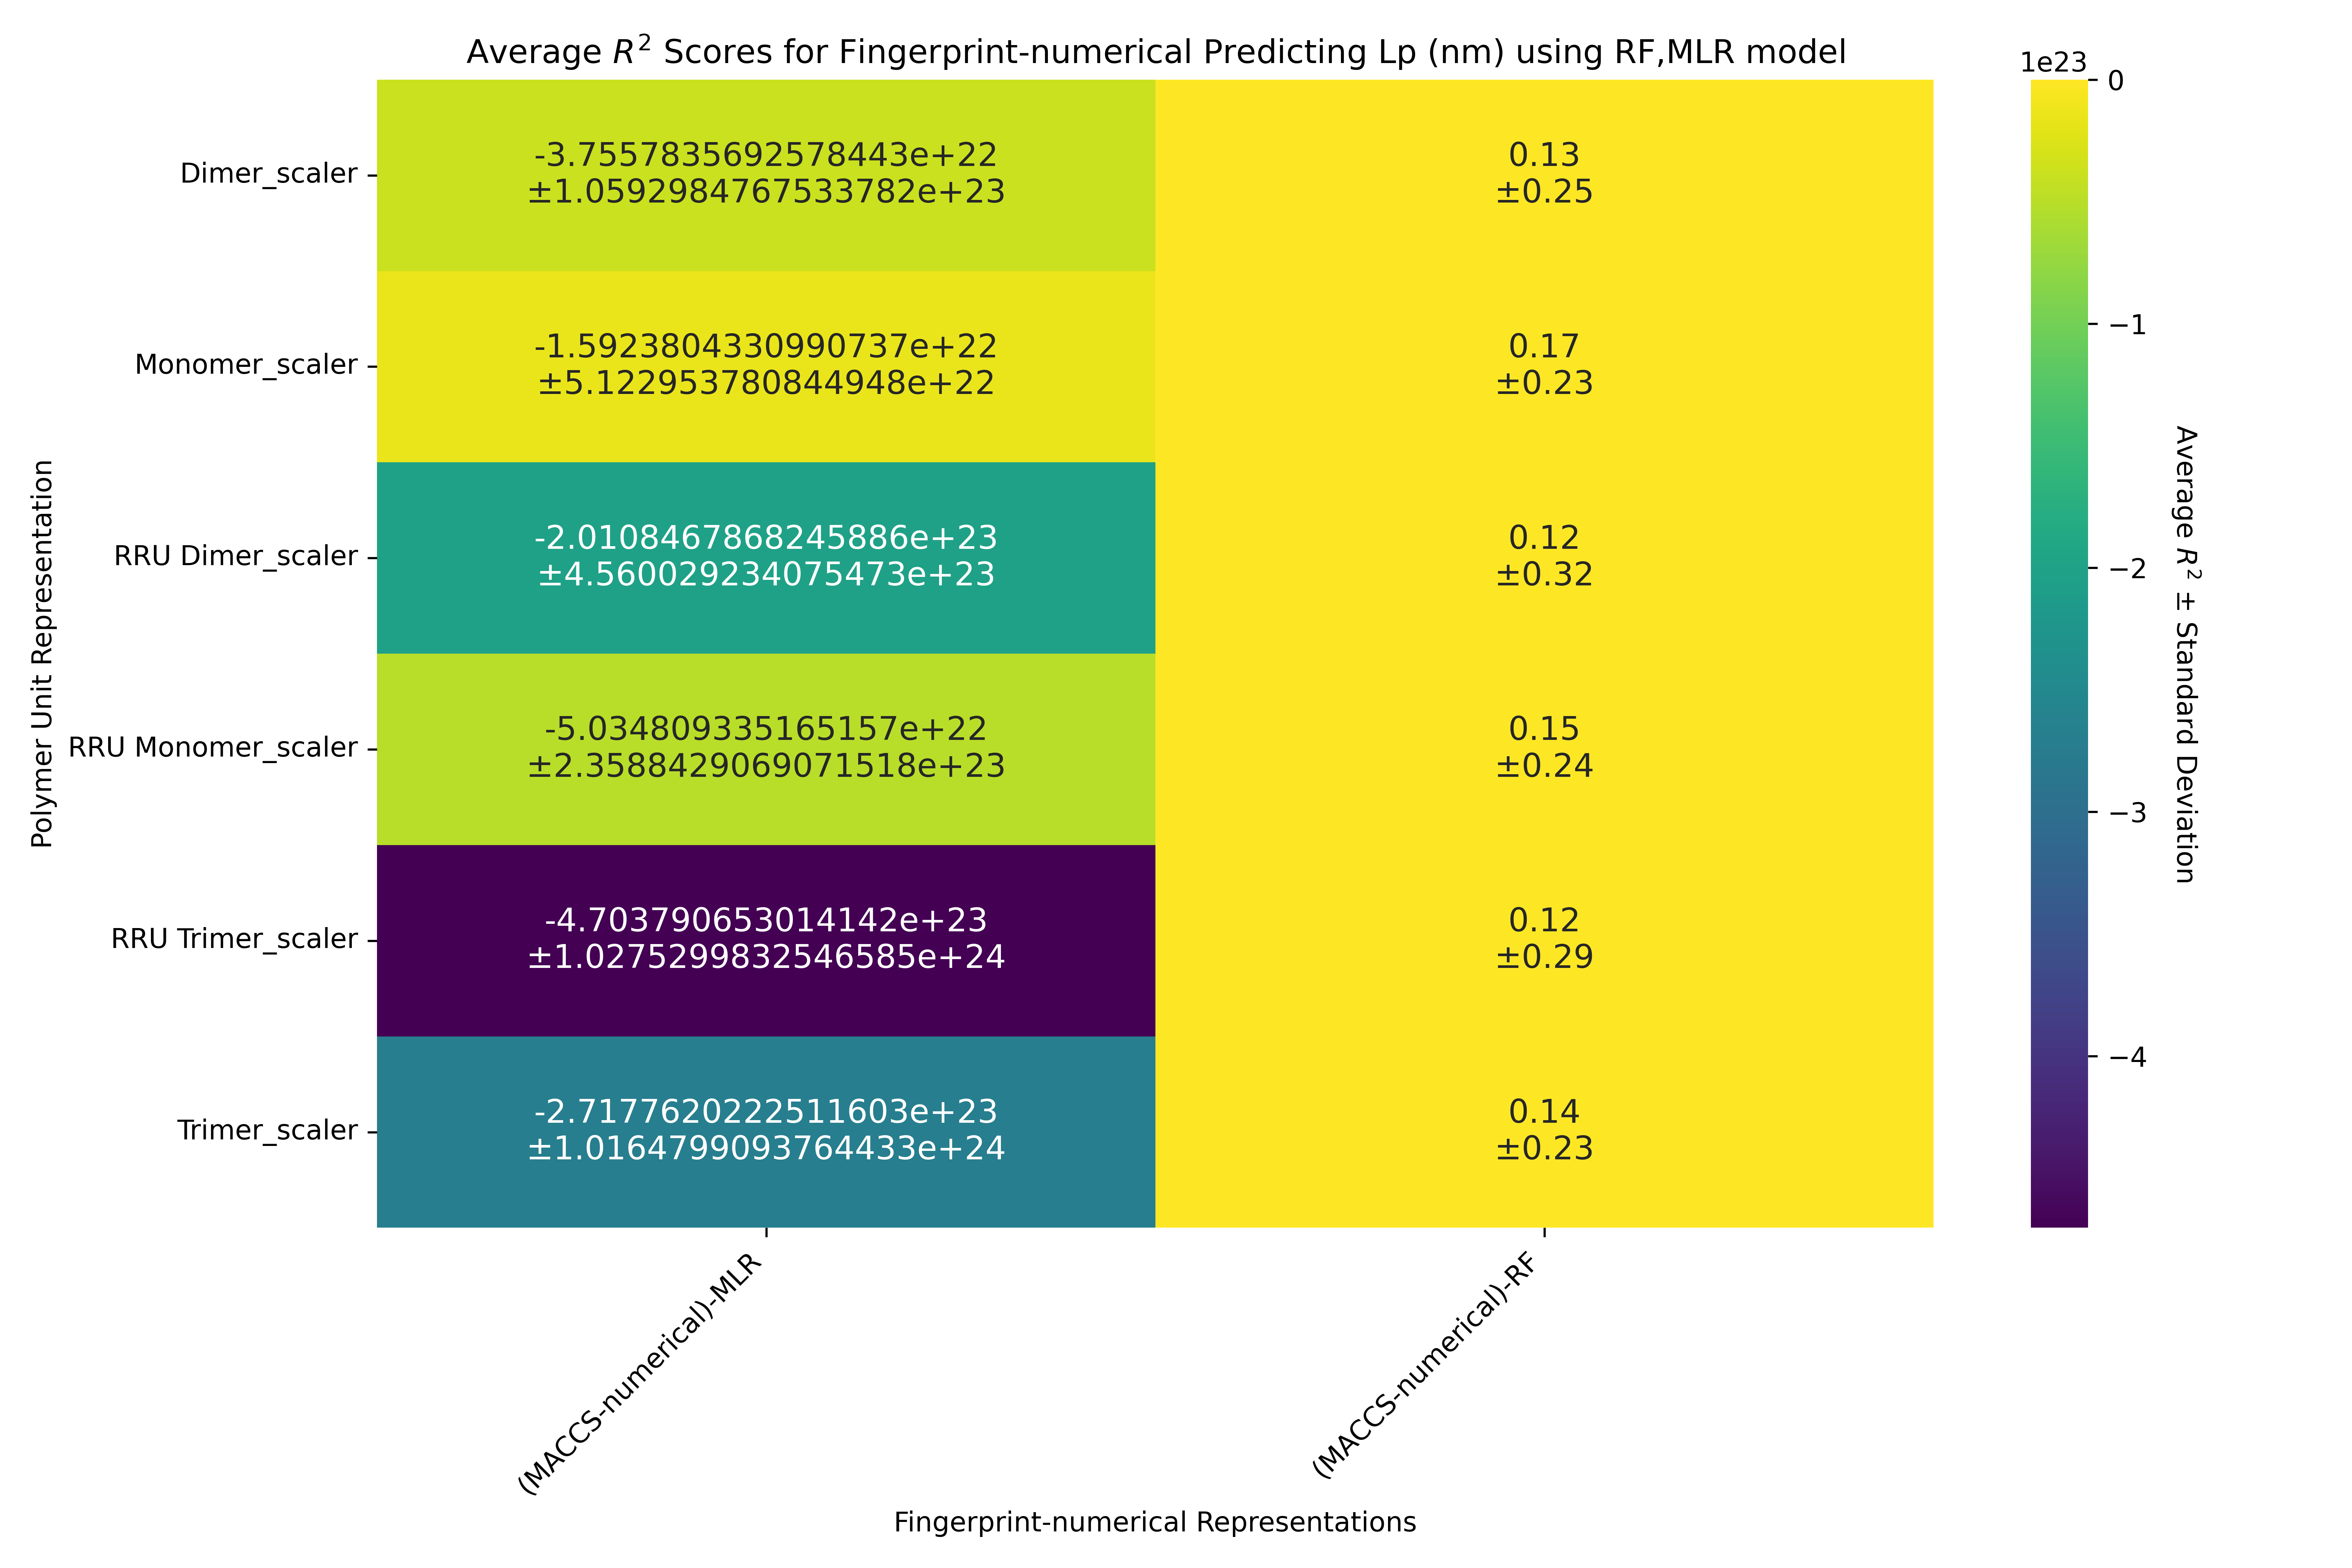 Average R² Scores for Fingerprint-numerical Predicting Lp (nm) using RF,MLR model
1e23
0
−1
−2
−3
−4
Average R² ± Standard Deviation
Polymer Unit Representation
Dimer_scaler
-3.7557835692578443e+22
±1.0592984767533782e+23
0.13
±0.25
Monomer_scaler
-1.5923804330990737e+22
±5.122953780844948e+22
0.17
±0.23
RRU Dimer_scaler
-2.0108467868245886e+23
±4.560029234075473e+23
0.12
±0.32
RRU Monomer_scaler
-5.034809335165157e+22
±2.3588429069071518e+23
0.15
±0.24
RRU Trimer_scaler
-4.703790653014142e+23
±1.0275299832546585e+24
0.12
±0.29
Trimer_scaler
-2.7177620222511603e+23
±1.0164799093764433e+24
0.14
±0.23
(MACCS-numerical)-MLR
(MACCS-numerical)-RF
Fingerprint-numerical Representations